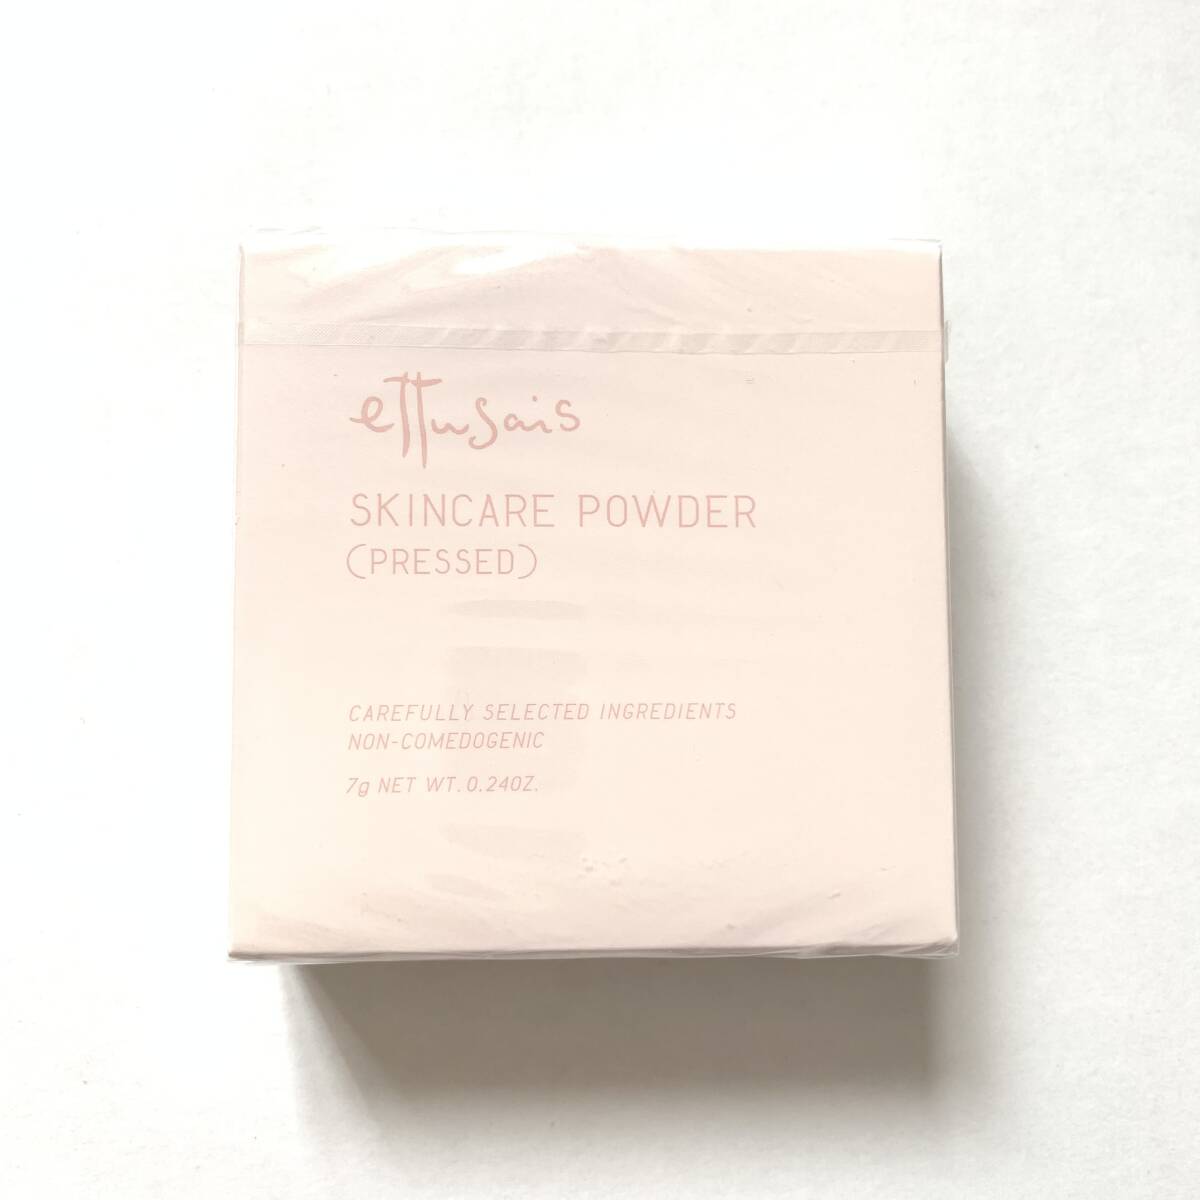 ettusais
SKINCARE POWDER
(PRESSED)
CAREFULLY SELECTED INGREDIENTS
NON-COMEDOGENIC
7g NET WT. 0.24OZ.